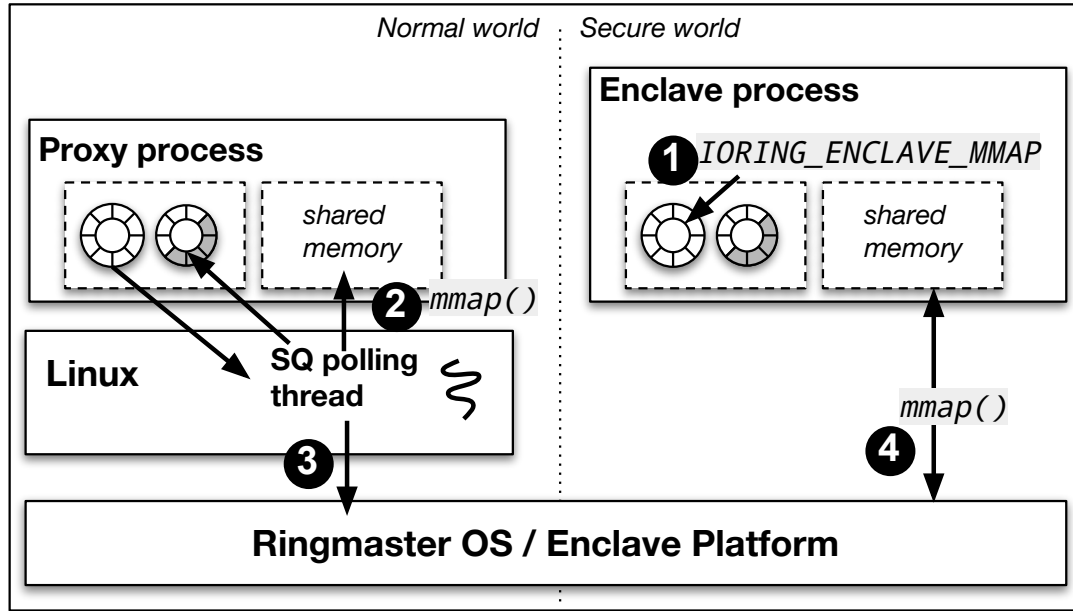 Normal world
Secure world
Enclave process
Proxy process
1 IORING_ENCLAVE_MMAP
shared
memory
shared
memory
2 mmap()
Linux
SQ polling
thread
mmap()
3
4
Ringmaster OS / Enclave Platform